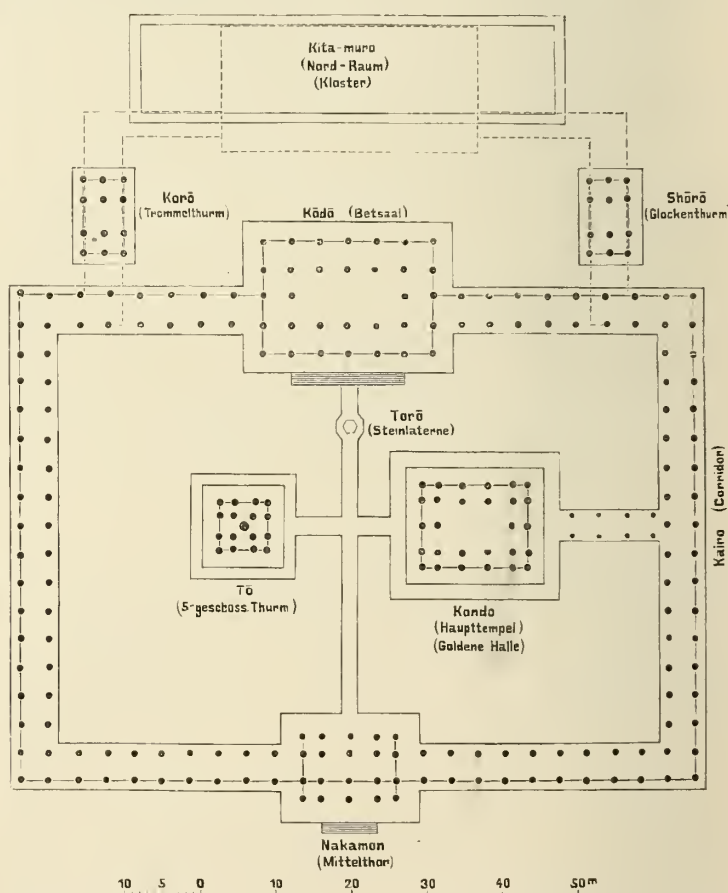 Kita-muro
(Nord-Raum)
(Kloster)
Korō
(Trommelthurm)
Kōdō (Betsaal)
Shōrō
(Glockenthurm)
Torō
(Steinlaterne)
Kairo (Corridor)
Tō
(5-geschoss. Thurm)
Kondo
(Haupttempel)
(Goldene Halle)
Nakamon
(Mittelthor)
10 5 0 10 20 30 40 50m